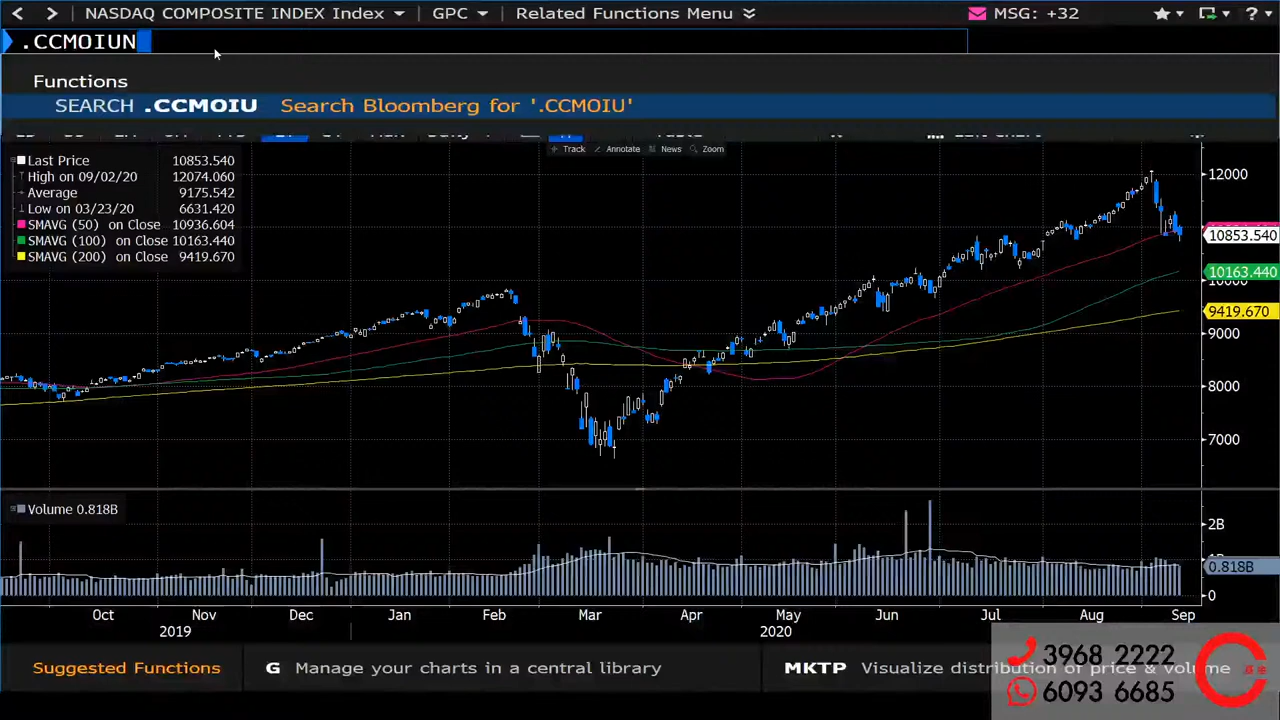 NASDAQ COMPOSITE INDEX Index GPC Related Functions Menu MSG: +32 ?
.CCMOIUN
Functions
SEARCH .CCMOIU Search Bloomberg for '.CCMOIU'
Track Annotate News Zoom
Last Price 10853.540
High on 09/02/20 12074.060
Average 9175.542
Low on 03/23/20 6631.420
SMAVG (50) on Close 10936.604
SMAVG (100) on Close 10163.440
SMAVG (200) on Close 9419.670
12000
10853.540
10163.440
9419.670
9000
8000
7000
Volume 0.818B
2B
0.818B
0
Oct Nov Dec Jan Feb Mar Apr May Jun Jul Aug Sep
2019 2020
Suggested Functions G Manage your charts in a central library MKTP Visualize distribution of price & volume
3968 2222
6093 6685